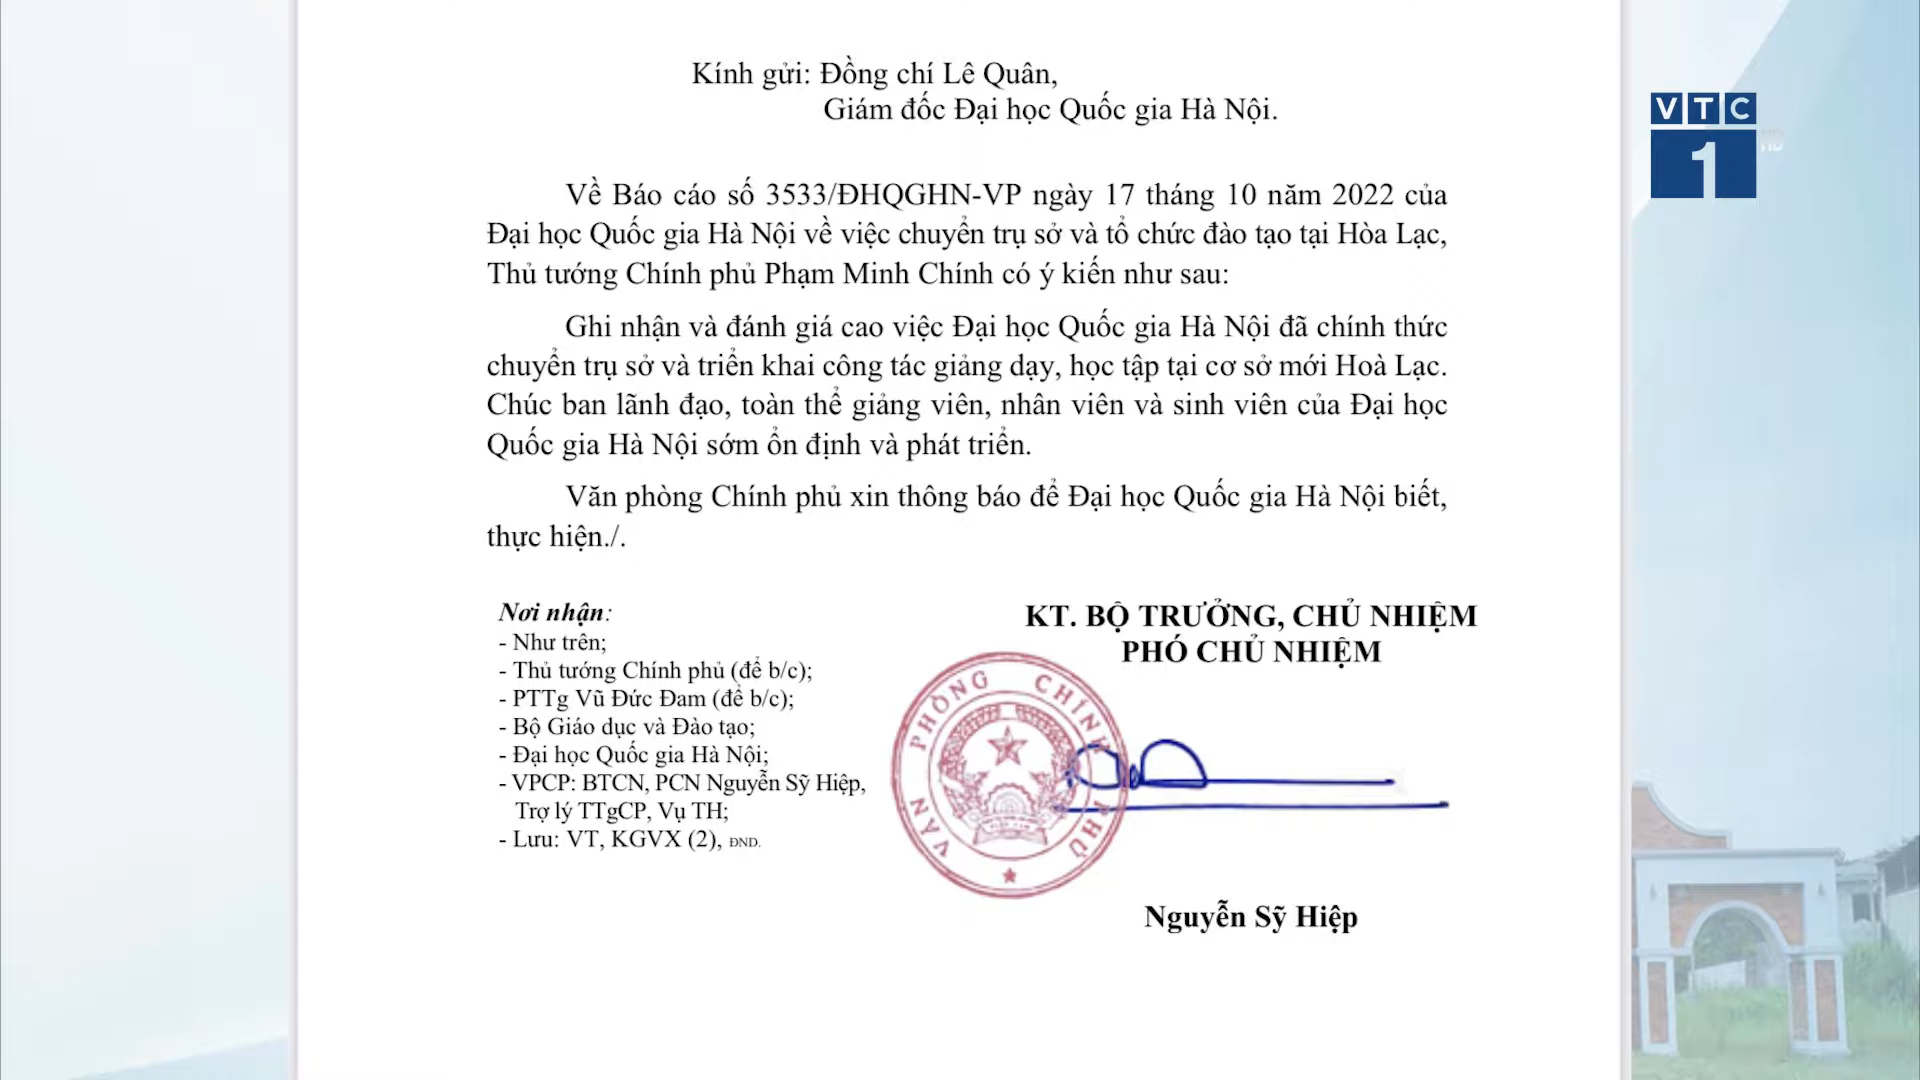 Kính gửi: Đồng chí Lê Quân,
Giám đốc Đại học Quốc gia Hà Nội.
VTC
1
HD
Về Báo cáo số 3533/ĐHQGHN-VP ngày 17 tháng 10 năm 2022 của
Đại học Quốc gia Hà Nội về việc chuyển trụ sở và tổ chức đào tạo tại Hòa Lạc,
Thủ tướng Chính phủ Phạm Minh Chính có ý kiến như sau:
Ghi nhận và đánh giá cao việc Đại học Quốc gia Hà Nội đã chính thức
chuyển trụ sở và triển khai công tác giảng dạy, học tập tại cơ sở mới Hoà Lạc.
Chúc ban lãnh đạo, toàn thể giảng viên, nhân viên và sinh viên của Đại học
Quốc gia Hà Nội sớm ổn định và phát triển.
Văn phòng Chính phủ xin thông báo để Đại học Quốc gia Hà Nội biết,
thực hiện./.
Nơi nhận:
- Như trên;
- Thủ tướng Chính phủ (để b/c);
- PTTg Vũ Đức Đam (để b/c);
- Bộ Giáo dục và Đào tạo;
- Đại học Quốc gia Hà Nội;
- VPCP: BTCN, PCN Nguyễn Sỹ Hiệp,
Trợ lý TTgCP, Vụ TH;
- Lưu: VT, KGVX (2), ĐND.
KT. BỘ TRƯỞNG, CHỦ NHIỆM
PHÓ CHỦ NHIỆM
VĂN PHÒNG CHÍNH PHỦ
Nguyễn Sỹ Hiệp